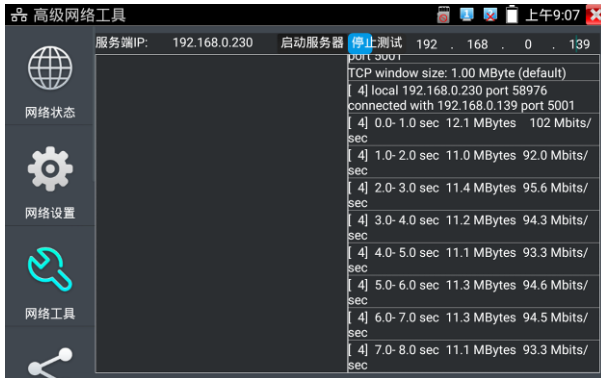 高级网络工具
上午9:07
网络状态
网络设置
网络工具
服务端IP: 192.168.0.230 启动服务器 停止测试 192 . 168 . 0 . 139
port 5001
TCP window size: 1.00 MByte (default)
[ 4] local 192.168.0.230 port 58976
connected with 192.168.0.139 port 5001
[ 4] 0.0- 1.0 sec 12.1 MBytes 102 Mbits/
sec
[ 4] 1.0- 2.0 sec 11.0 MBytes 92.0 Mbits/
sec
[ 4] 2.0- 3.0 sec 11.4 MBytes 95.6 Mbits/
sec
[ 4] 3.0- 4.0 sec 11.2 MBytes 94.3 Mbits/
sec
[ 4] 4.0- 5.0 sec 11.1 MBytes 93.3 Mbits/
sec
[ 4] 5.0- 6.0 sec 11.3 MBytes 94.6 Mbits/
sec
[ 4] 6.0- 7.0 sec 11.3 MBytes 94.5 Mbits/
sec
[ 4] 7.0- 8.0 sec 11.1 MBytes 93.3 Mbits/
sec